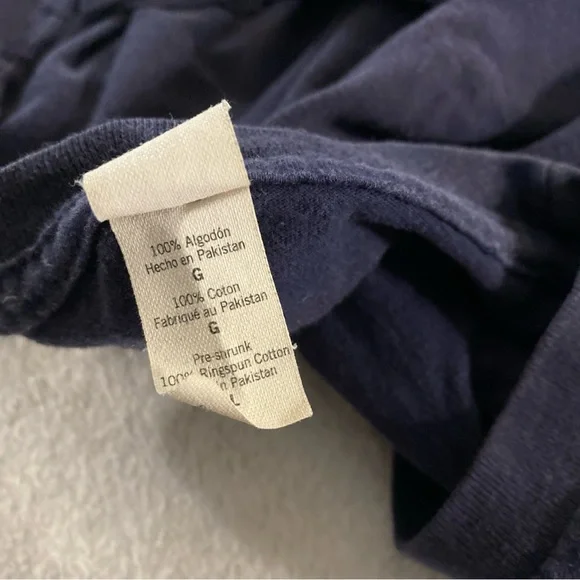 100% Algodón
Hecho en Pakistan
G
100% Coton
Fabriqué au Pakistan
G
Pre-shrunk
100% Ringspun Cotton
n Pakistan
L